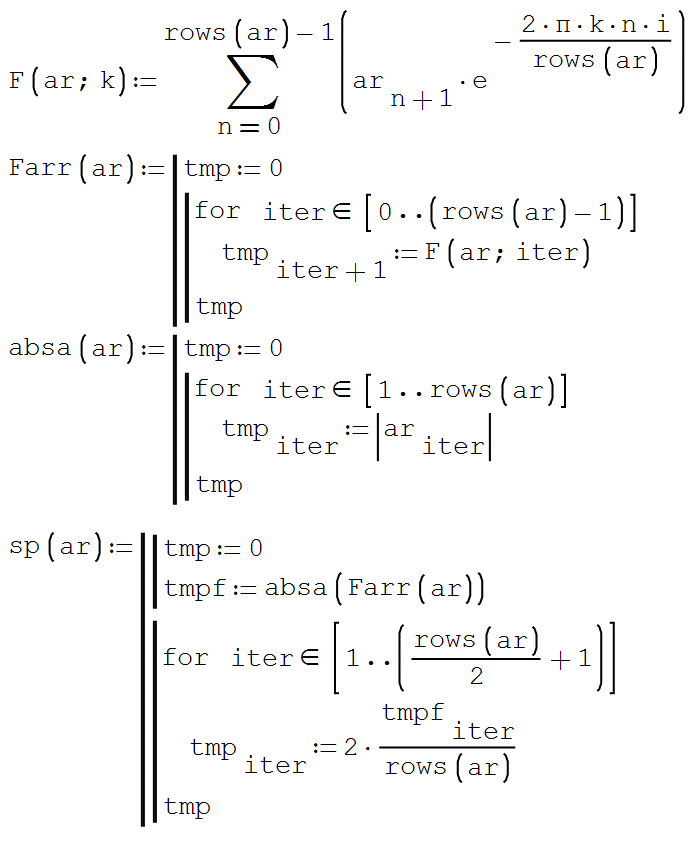 F(ar; k):= ∑_{n=0}^{rows(ar)-1} (ar_{n+1}·e^{-\frac{2·π·k·n·i}{rows(ar)}})
Farr(ar):= tmp:=0
for iter∈[0..(rows(ar)-1)]
tmp_{iter+1}:=F(ar; iter)
tmp
absa(ar):= tmp:=0
for iter∈[1..rows(ar)]
tmp_{iter}:=|ar_{iter}|
tmp
sp(ar):= tmp:=0
tmpf:=absa(Farr(ar))
for iter∈[1..(\frac{rows(ar)}{2}+1)]
tmp_{iter}:=2·\frac{tmpf_{iter}}{rows(ar)}
tmp